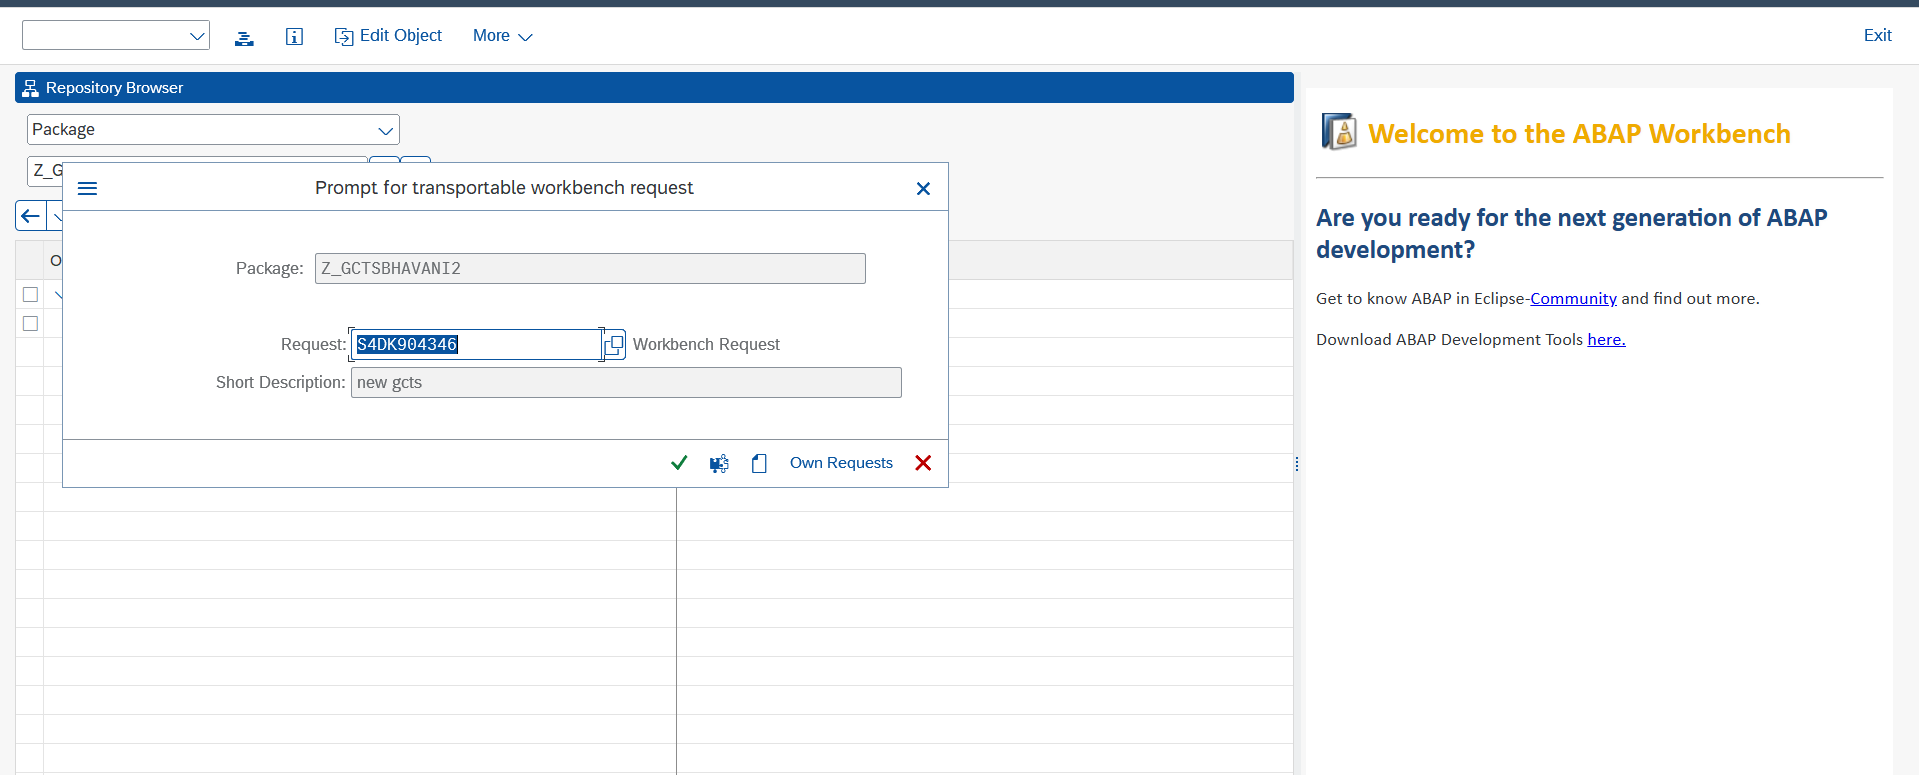 Edit Object
More
Exit
Repository Browser
Package
Z_G
Prompt for transportable workbench request
O
Package:
Z_GCTSBHAVANI2
Request:
S4DK904346
Workbench Request
Short Description:
new gcts
Own Requests
Welcome to the ABAP Workbench
Are you ready for the next generation of ABAP
development?
Get to know ABAP in Eclipse-Community and find out more.
Download ABAP Development Tools here.